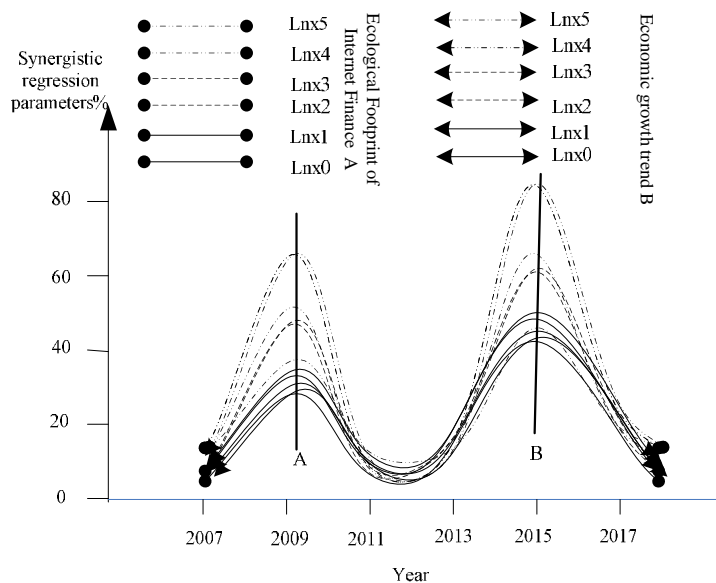 Synergistic
regression
parameters%
Lnx5
Lnx4
Lnx3
Lnx2
Lnx1
Lnx0
Ecological Footprint of
Internet Finance A
Lnx5
Lnx4
Lnx3
Lnx2
Lnx1
Lnx0
Economic growth trend B
80
60
40
20
0
A
B
2007 2009 2011 2013 2015 2017
Year